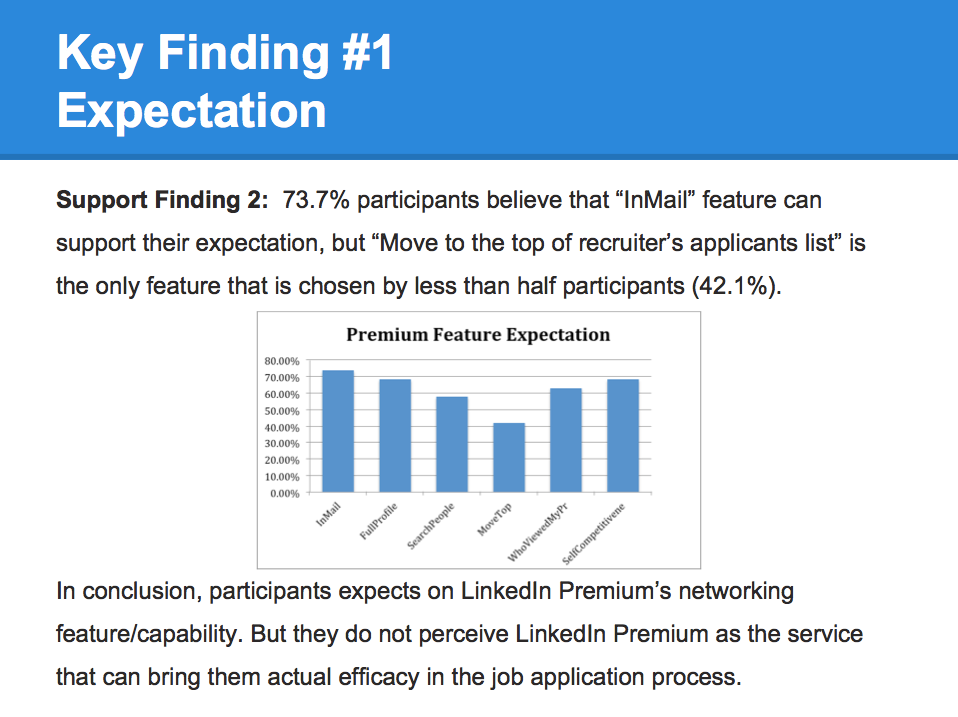 Key Finding #1
Expectation
Support Finding 2: 73.7% participants believe that “InMail” feature can
support their expectation, but “Move to the top of recruiter’s applicants list” is
the only feature that is chosen by less than half participants (42.1%).
Premium Feature Expectation
80.00%
70.00%
60.00%
50.00%
40.00%
30.00%
20.00%
10.00%
0.00%
InMail
FullProfile
SearchPeople
MoveTop
WhoViewedMyPr
SelfCompetitivene
In conclusion, participants expects on LinkedIn Premium’s networking
feature/capability. But they do not perceive LinkedIn Premium as the service
that can bring them actual efficacy in the job application process.